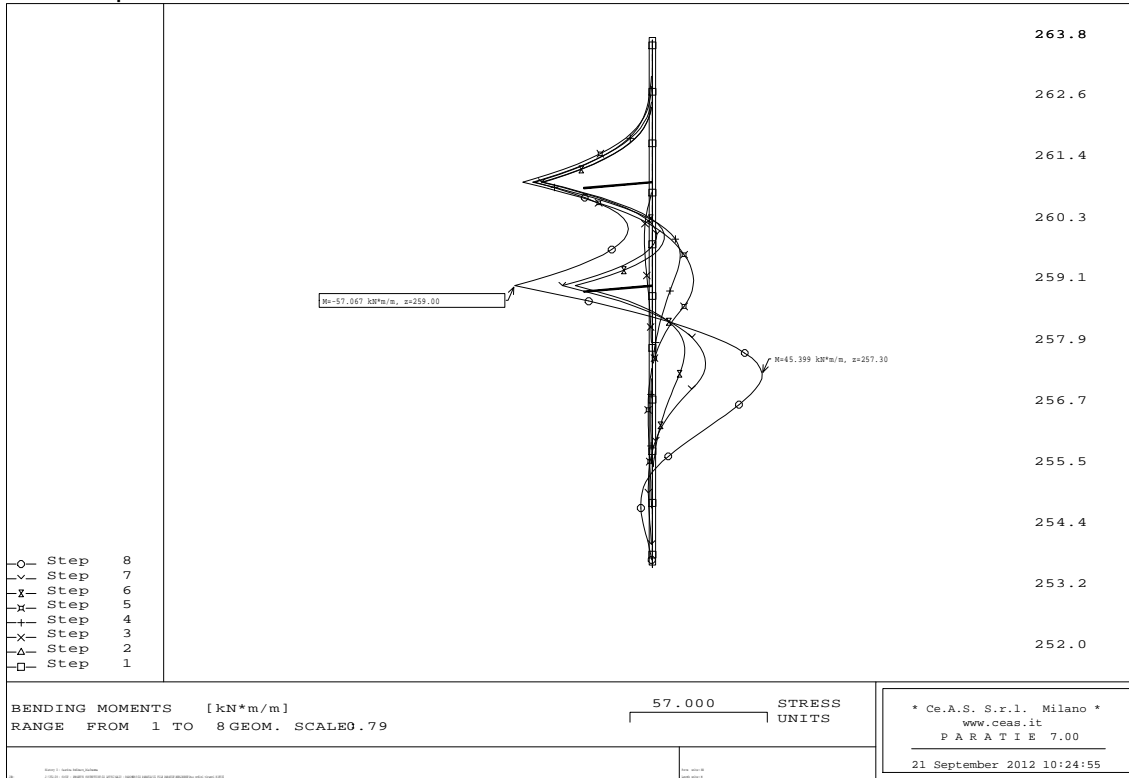 263.8
262.6
261.4
260.3
259.1
M=-57.067 kN*m/m, z=259.00
257.9
M=45.399 kN*m/m, z=257.30
256.7
255.5
254.4
253.2
252.0
Step 8
Step 7
Step 6
Step 5
Step 4
Step 3
Step 2
Step 1
BENDING MOMENTS [kN*m/m]
RANGE FROM 1 TO 8 GEOM. SCALE0.79
57.000 STRESS UNITS
* Ce.A.S. S.r.l. Milano *
www.ceas.it
P A R A T I E 7.00
21 September 2012 10:24:55